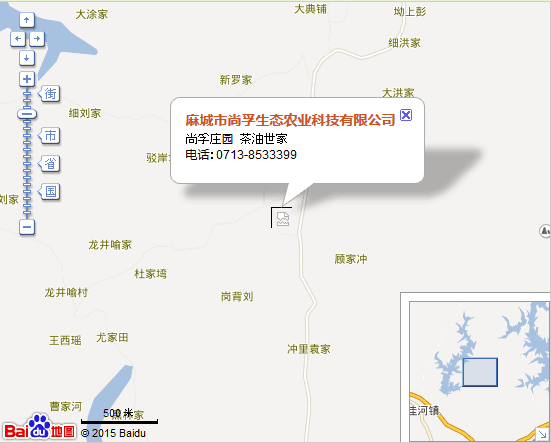 大涂家
大典铺
坳上彭
细洪家
新罗家
大洪家
街
细刘家
麻城市尚孚生态农业科技有限公司
尚孚庄园 茶油世家
电话:0713-8533399
市
驳岸
省
国
刘家
龙井喻家
顾家冲
杜家塆
龙井喻村
岗背刘
王西瑶
尤家田
冲里袁家
曹家河
500 米
家
佳河镇
Bai 地图
© 2015 Baidu